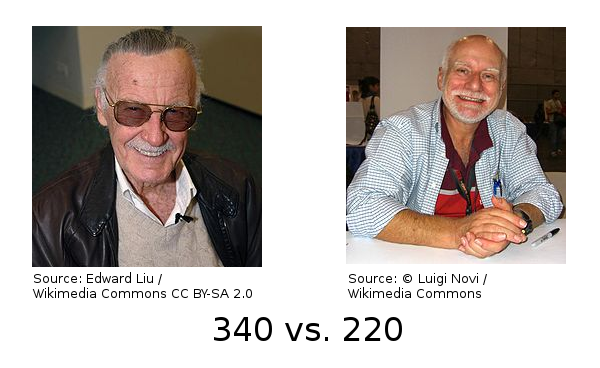 Source: Edward Liu /
Wikimedia Commons CC BY-SA 2.0
Source: © Luigi Novi /
Wikimedia Commons
340 vs. 220